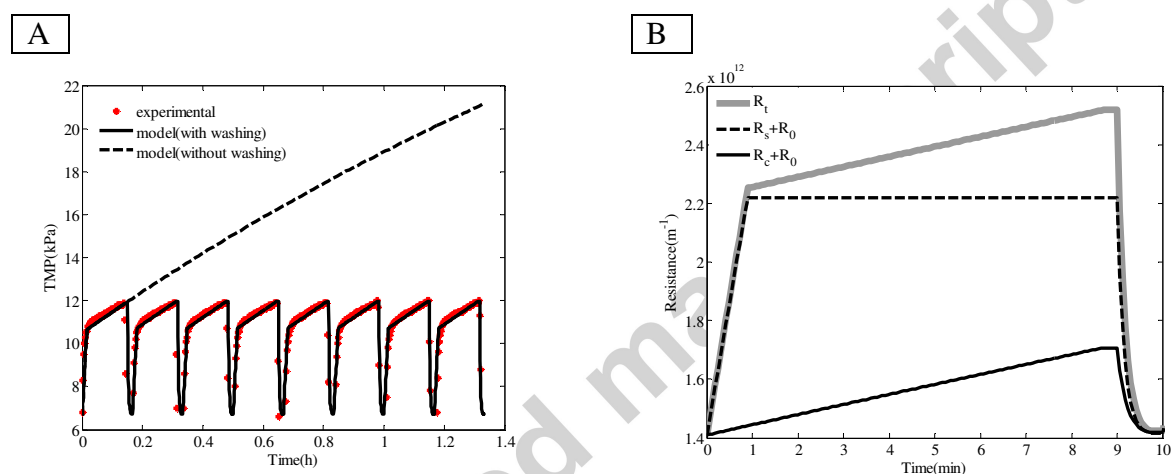 A
B
22
20
18
16
14
12
10
8
6
TMP(kPa)
experimental
model(with washing)
model(without washing)
0
0.2
0.4
0.6
0.8
1
1.2
1.4
Time(h)
x 10^12
2.6
2.4
2.2
2
1.8
1.6
1.4
Resistance(m^-1)
R_t
R_s+R_0
R_c+R_0
0
1
2
3
4
5
6
7
8
9
10
Time(min)